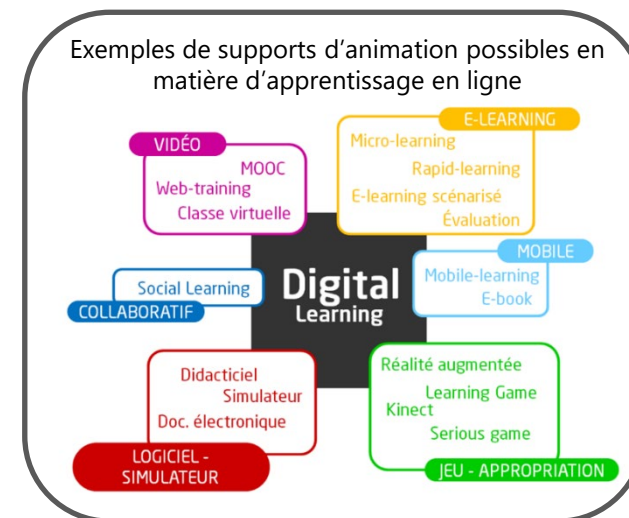 Exemples de supports d'animation possibles en
matière d'apprentissage en ligne
VIDÉO
MOOC
Web-training
Classe virtuelle
E-LEARNING
Micro-learning
Rapid-learning
E-learning scénarisé
Évaluation
Social Learning
COLLABORATIF
Digital
Learning
MOBILE
Mobile-learning
E-book
Didacticiel
Simulateur
Doc. électronique
LOGICIEL -
SIMULATEUR
Réalité augmentée
Learning Game
Kinect
Serious game
JEU - APPROPRIATION